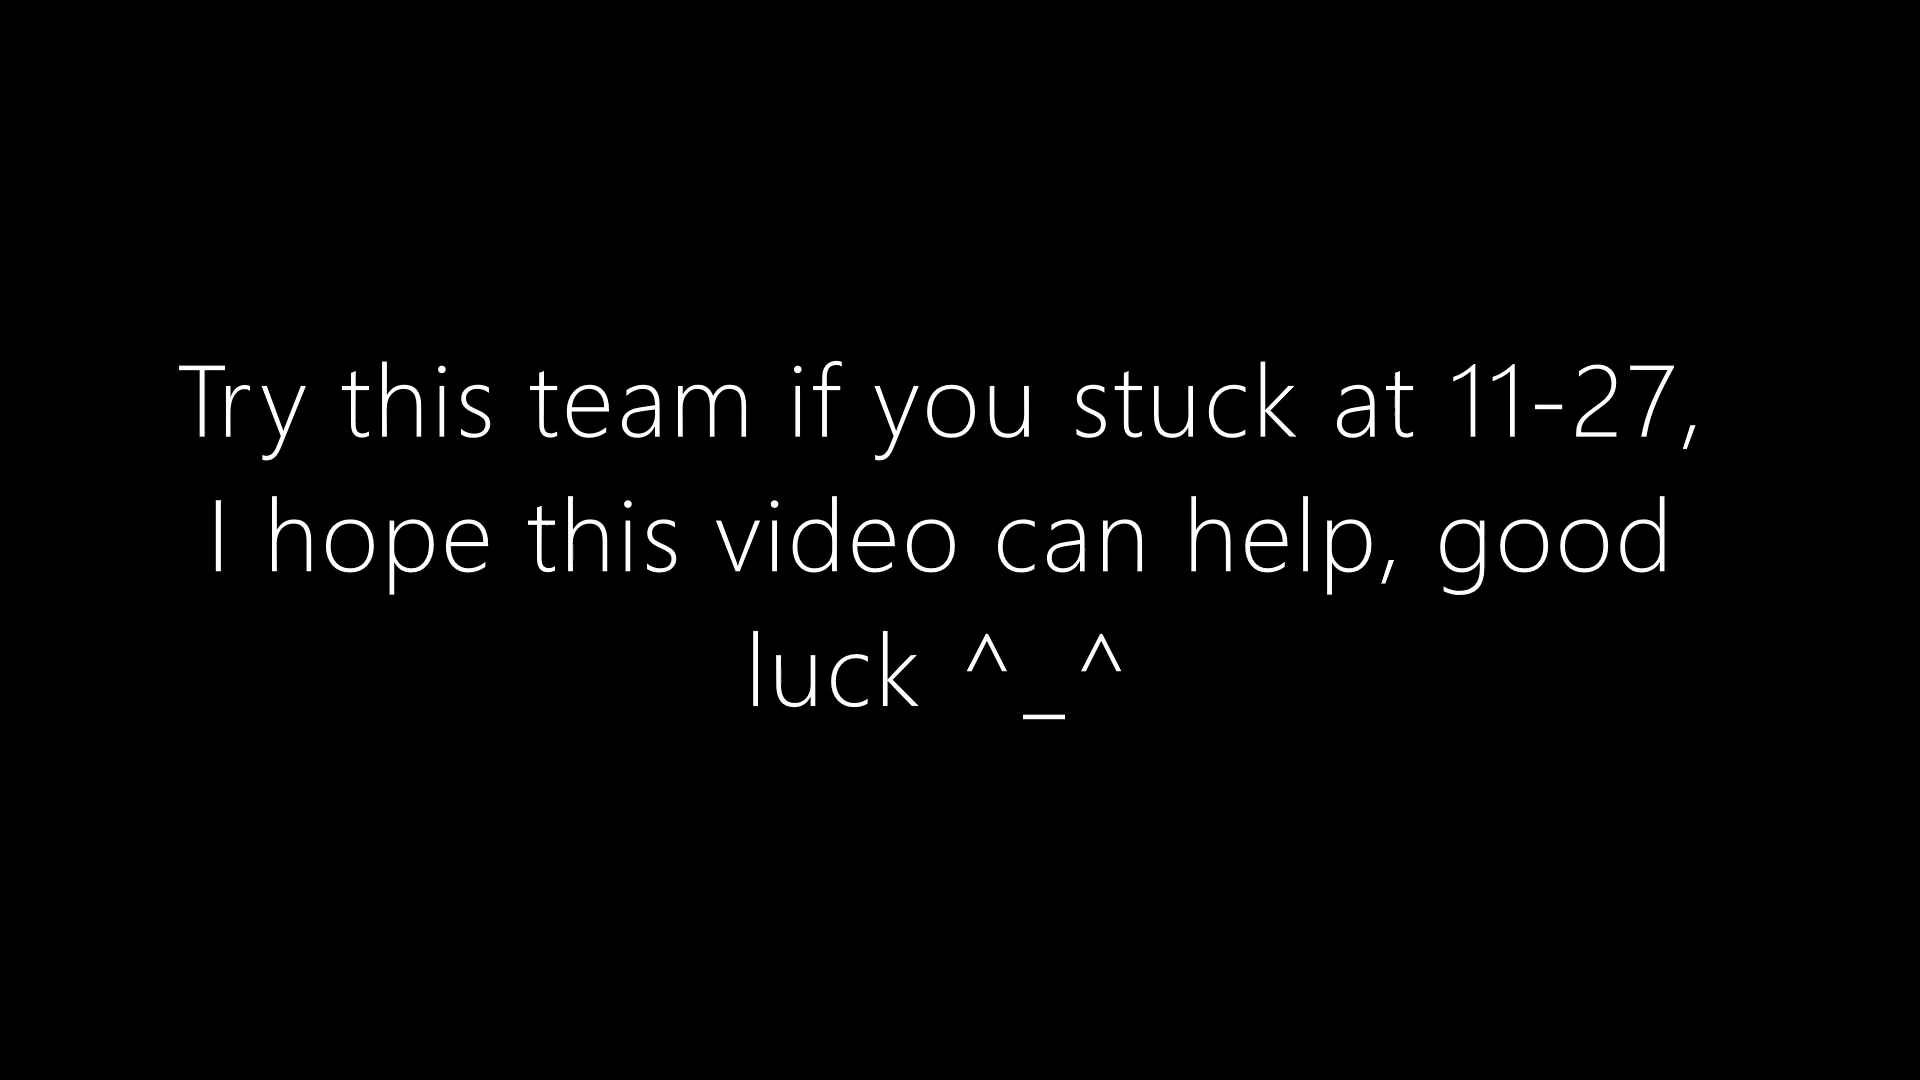 Try this team if you stuck at 11-27,
I hope this video can help, good
luck ^_^